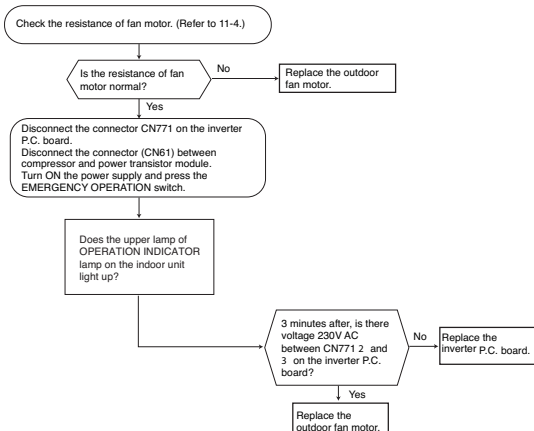 Check the resistance of fan motor. (Refer to 11-4.)
Is the resistance of fan
motor normal?
No
Replace the outdoor
fan motor.
Yes
Disconnect the connector CN771 on the inverter
P.C. board.
Disconnect the connector (CN61) between
compressor and power transistor module.
Turn ON the power supply and press the
EMERGENCY OPERATION switch.
Does the upper lamp of
OPERATION INDICATOR
lamp on the indoor unit
light up?
3 minutes after, is there
voltage 230V AC
between CN771 2 and
3 on the inverter P.C.
board?
No
Replace the
inverter P.C. board.
Yes
Replace the
outdoor fan motor.